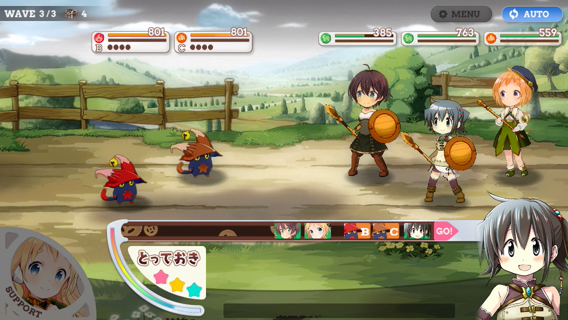 WAVE 3/3 4
MENU
AUTO
801
B
801
C
385
763
559
B
C
GO!
とっておき
SUPPORT